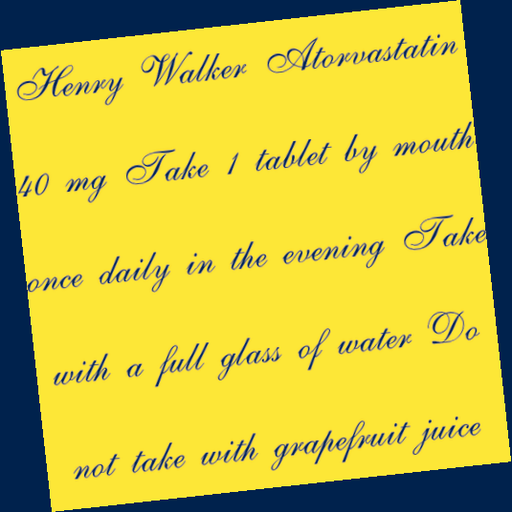 Henry Walker Atorvastatin
40 mg Take 1 tablet by mouth
once daily in the evening Take
with a full glass of water Do
not take with grapefruit juice